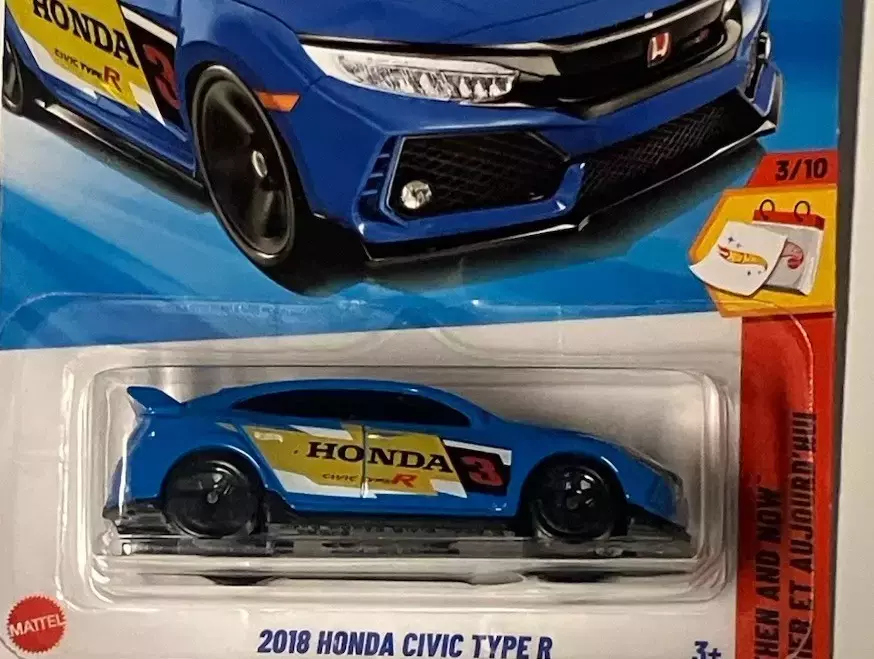 HONDA
CIVIC TYPE R
3
3/10
HONDA
3
CIVIC TYPE R
HEN AND NOW
IER ET AUJOURD'HUI
MATTEL
2018 HONDA CIVIC TYPE R
3+